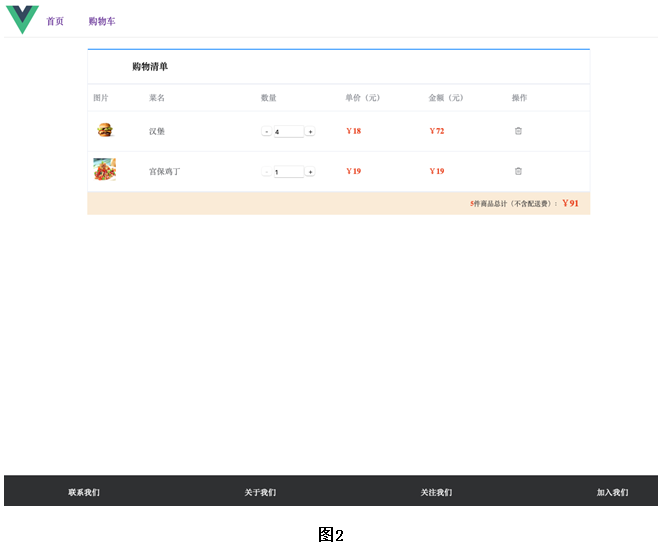 首页 购物车
购物清单
图片 菜名 数量 单价（元） 金额（元） 操作
汉堡 - 4 + ￥18 ￥72
宫保鸡丁 - 1 + ￥19 ￥19
5件商品总计（不含配送费）： ￥91
联系我们 关于我们 关注我们 加入我们
图2